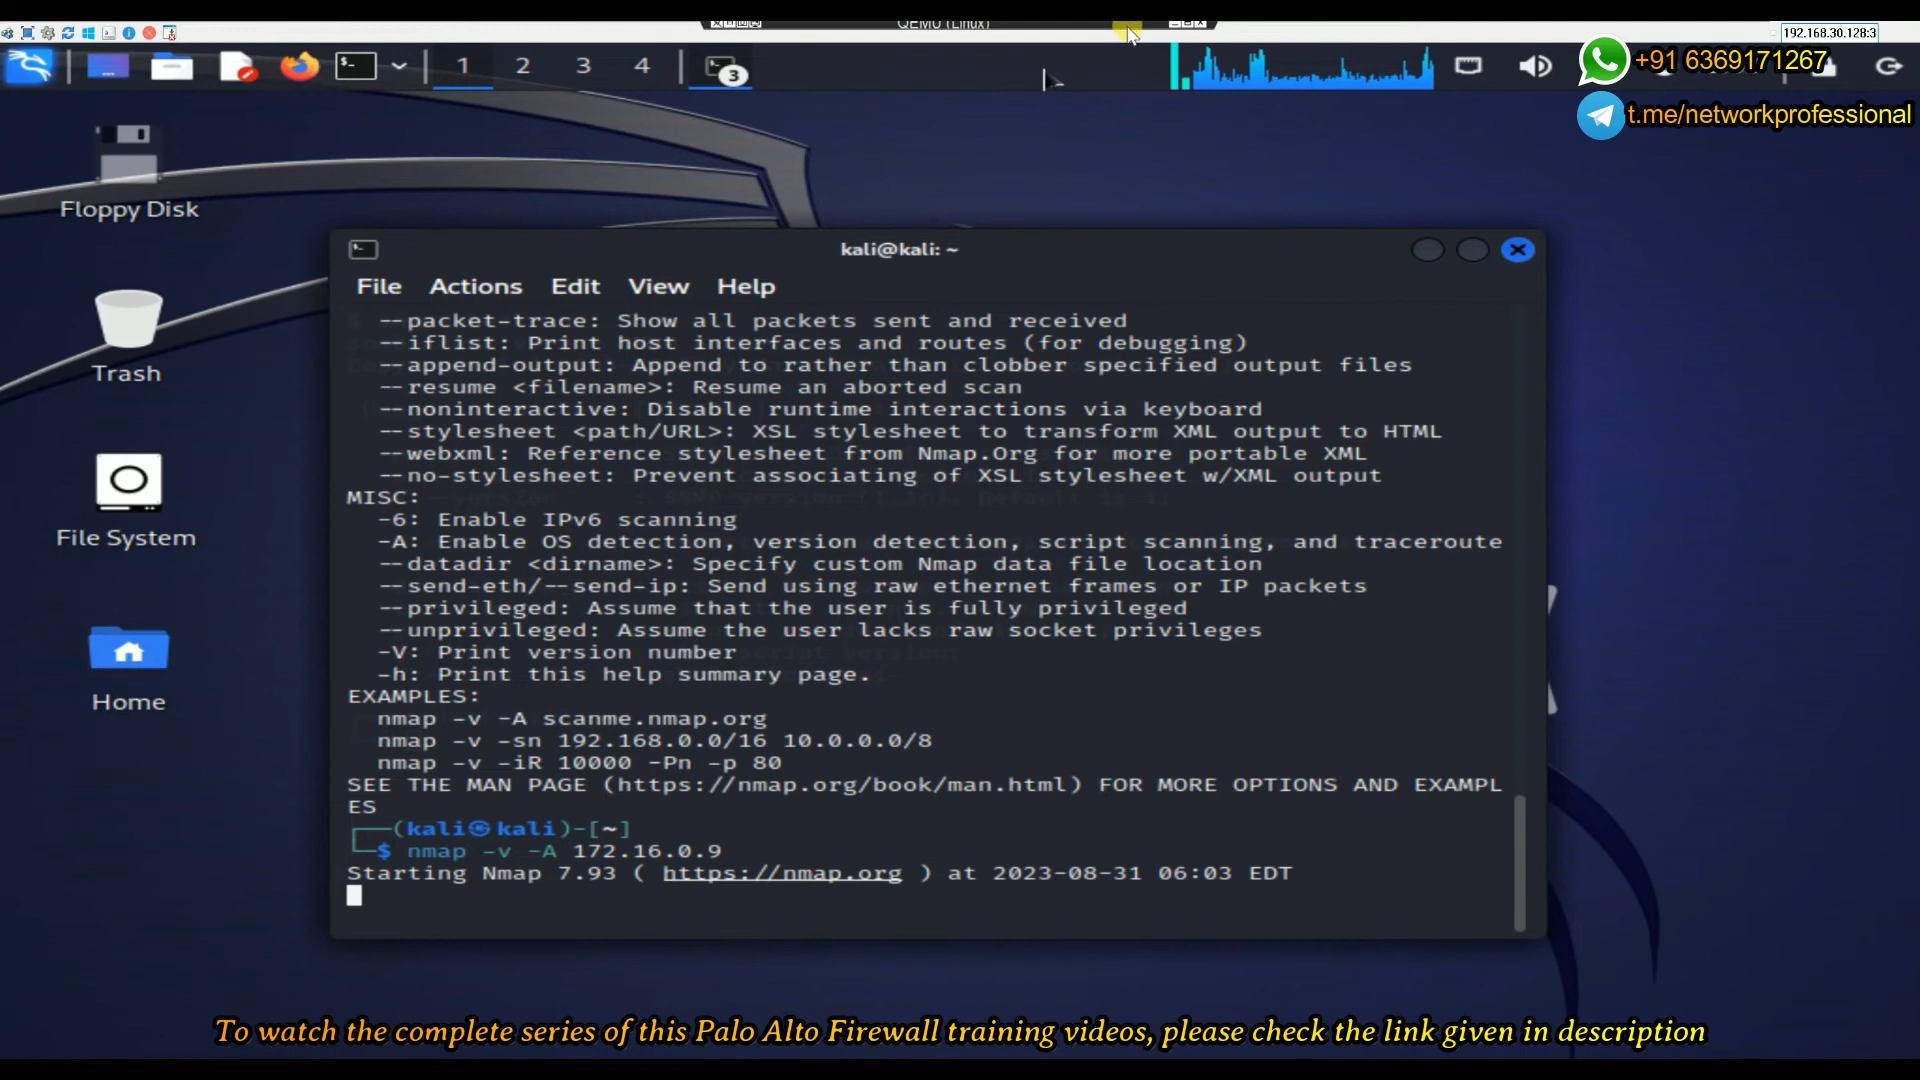 QEMU (Linux)
192.168.30.128:3
1
2
3
4
3
+91 6369171267
t.me/networkprofessional
Floppy Disk
Trash
File System
Home
kali@kali: ~
File Actions Edit View Help
--packet-trace: Show all packets sent and received
--iflist: Print host interfaces and routes (for debugging)
--append-output: Append to rather than clobber specified output files
--resume <filename>: Resume an aborted scan
--noninteractive: Disable runtime interactions via keyboard
--stylesheet <path/URL>: XSL stylesheet to transform XML output to HTML
--webxml: Reference stylesheet from Nmap.Org for more portable XML
--no-stylesheet: Prevent associating of XSL stylesheet w/XML output
MISC:
-6: Enable IPv6 scanning
-A: Enable OS detection, version detection, script scanning, and traceroute
--datadir <dirname>: Specify custom Nmap data file location
--send-eth/--send-ip: Send using raw ethernet frames or IP packets
--privileged: Assume that the user is fully privileged
--unprivileged: Assume the user lacks raw socket privileges
-V: Print version number
-h: Print this help summary page.
EXAMPLES:
nmap -v -A scanme.nmap.org
nmap -v -sn 192.168.0.0/16 10.0.0.0/8
nmap -v -iR 10000 -Pn -p 80
SEE THE MAN PAGE (https://nmap.org/book/man.html) FOR MORE OPTIONS AND EXAMPL
ES
┌──(kali㉿kali)-[~]
└─$ nmap -v -A 172.16.0.9
Starting Nmap 7.93 ( https://nmap.org ) at 2023-08-31 06:03 EDT
To watch the complete series of this Palo Alto Firewall training videos, please check the link given in description